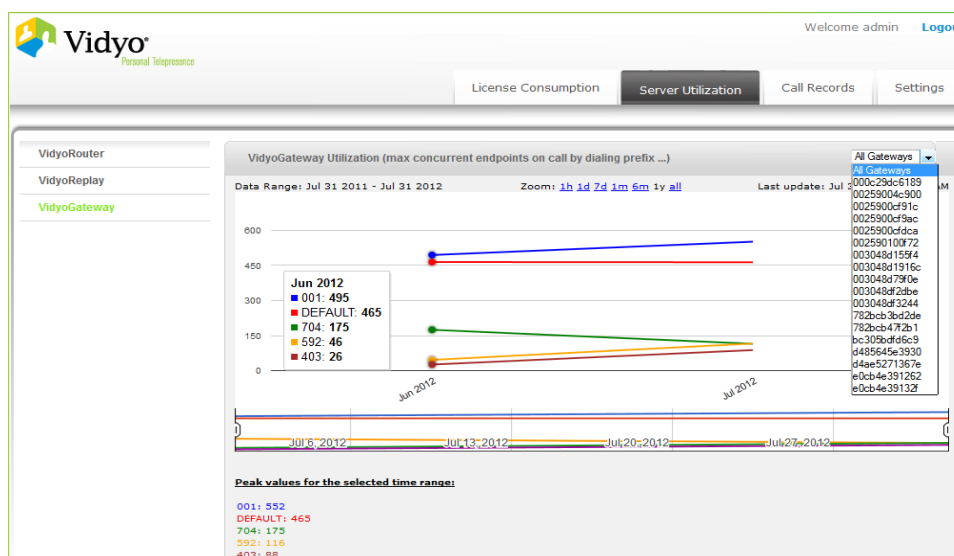 Welcome admin Logou
Vidyo®
Personal Telepresence
License Consumption Server Utilization Call Records Settings
VidyoRouter
VidyoReplay
VidyoGateway
VidyoGateway Utilization (max concurrent endpoints on call by dialing prefix ...)
All Gateways
Data Range: Jul 31 2011 - Jul 31 2012 Zoom: 1h 1d 7d 1m 6m 1y all Last update: Jul 3 AM
All Gateways
000c29dc6189
00259004c900
0025900cf91c
0025900cf9ac
0025900cfdca
002590100f72
003048d155f4
003048d1916c
003048d79f0e
003048df2dbe
003048df3244
782bcb3bd2de
782bcb47f2b1
bc305bdfd6c9
d485645e3930
d4ae5271367e
e0cb4e391262
e0cb4e39132f
600
450
300
150
0
Jun 2012
001: 495
DEFAULT: 465
704: 175
592: 46
403: 26
Jun 2012 Jul 2012
Jul 6, 2012 Jul 13, 2012 Jul 20, 2012 Jul 27, 2012
Peak values for the selected time range:
001: 552
DEFAULT: 465
704: 175
592: 116
403: 88